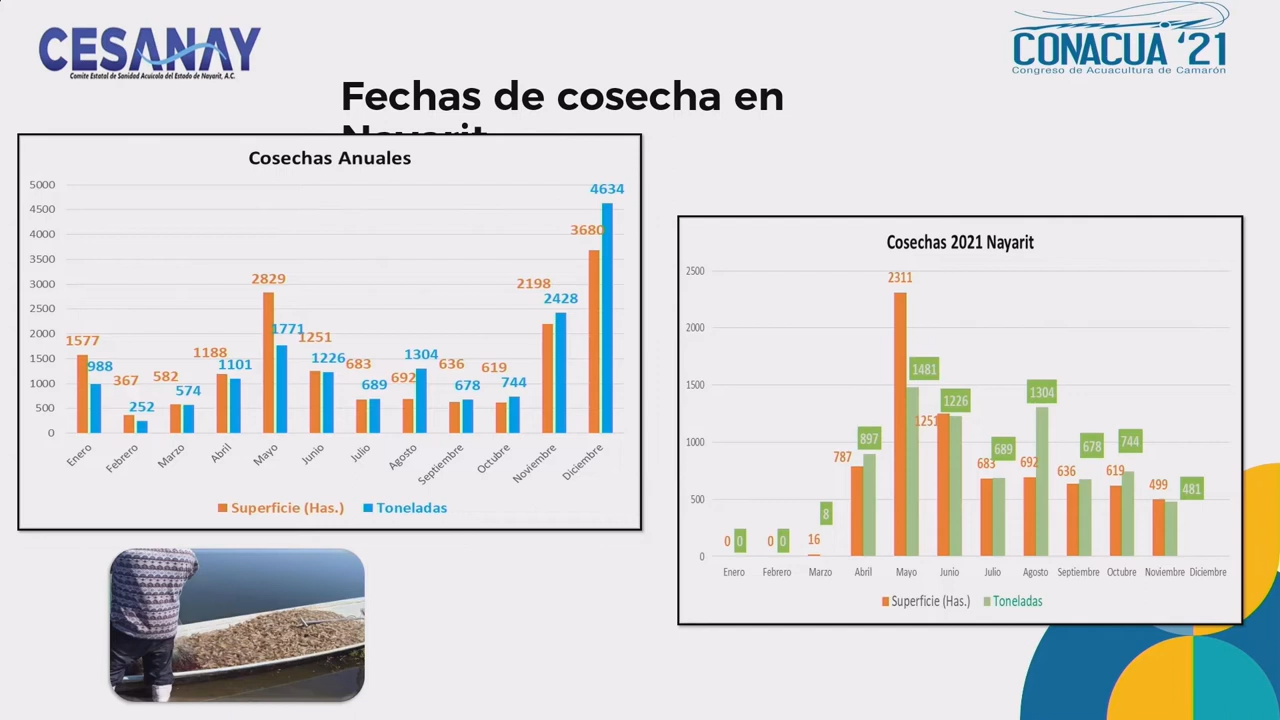 CESANAY
Comite Estatal de Sanidad Acuicola del Estado de Nayarit, A.C.
CONACUA ‘21
Congreso de Acuacultura de Camarón
Fechas de cosecha en
Nayarit
Cosechas Anuales
5000
4500
4000
3500
3000
2500
2000
1500
1000
500
0
1577
988
367
252
582
574
1188
1101
2829
1771
1251
1226
683
689
692
1304
636
678
619
744
2198
2428
3680
4634
Enero
Febrero
Marzo
Abril
Mayo
Junio
Julio
Agosto
Septiembre
Octubre
Noviembre
Diciembre
Superficie (Has.) Toneladas
Cosechas 2021 Nayarit
2500
2000
1500
1000
500
0
0
0
0
0
16
8
787
897
2311
1481
1251
1226
683
689
692
1304
636
678
619
744
499
481
Enero Febrero Marzo Abril Mayo Junio Julio Agosto Septiembre Octubre Noviembre Diciembre
Superficie (Has.) Toneladas